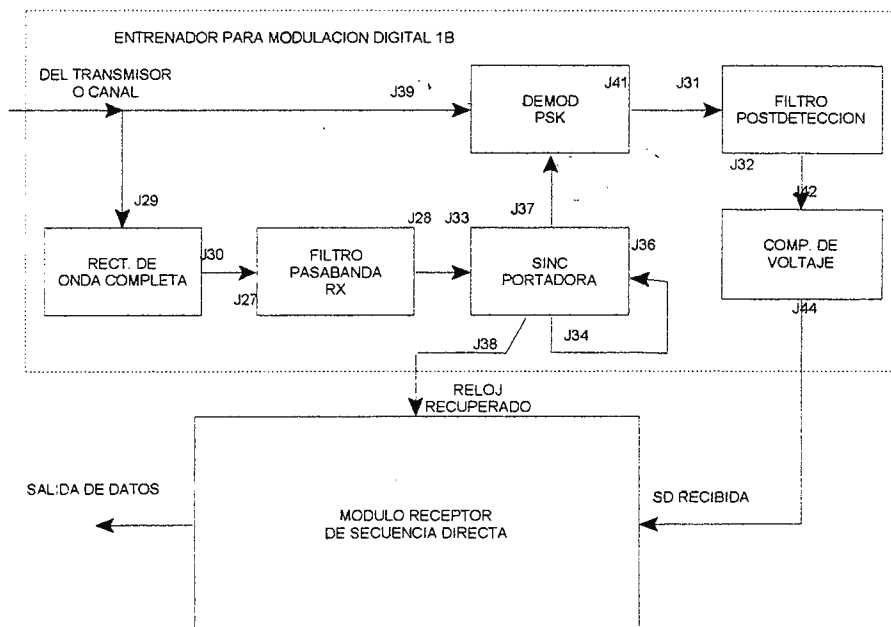 ENTRENADOR PARA MODULACION DIGITAL 1B
DEL TRANSMISOR
O CANAL
J39
DEMOD
PSK
J41
J31
FILTRO
POSTDETECCION
J32
J42
J29
J30
RECT. DE
ONDA COMPLETA
J27
FILTRO
PASABANDA
RX
J28
J33
J37
SINC
PORTADORA
J36
COMP. DE
VOLTAJE
J44
J38
J34
RELOJ
RECUPERADO
SALIDA DE DATOS
MODULO RECEPTOR
DE SECUENCIA DIRECTA
SD RECIBIDA